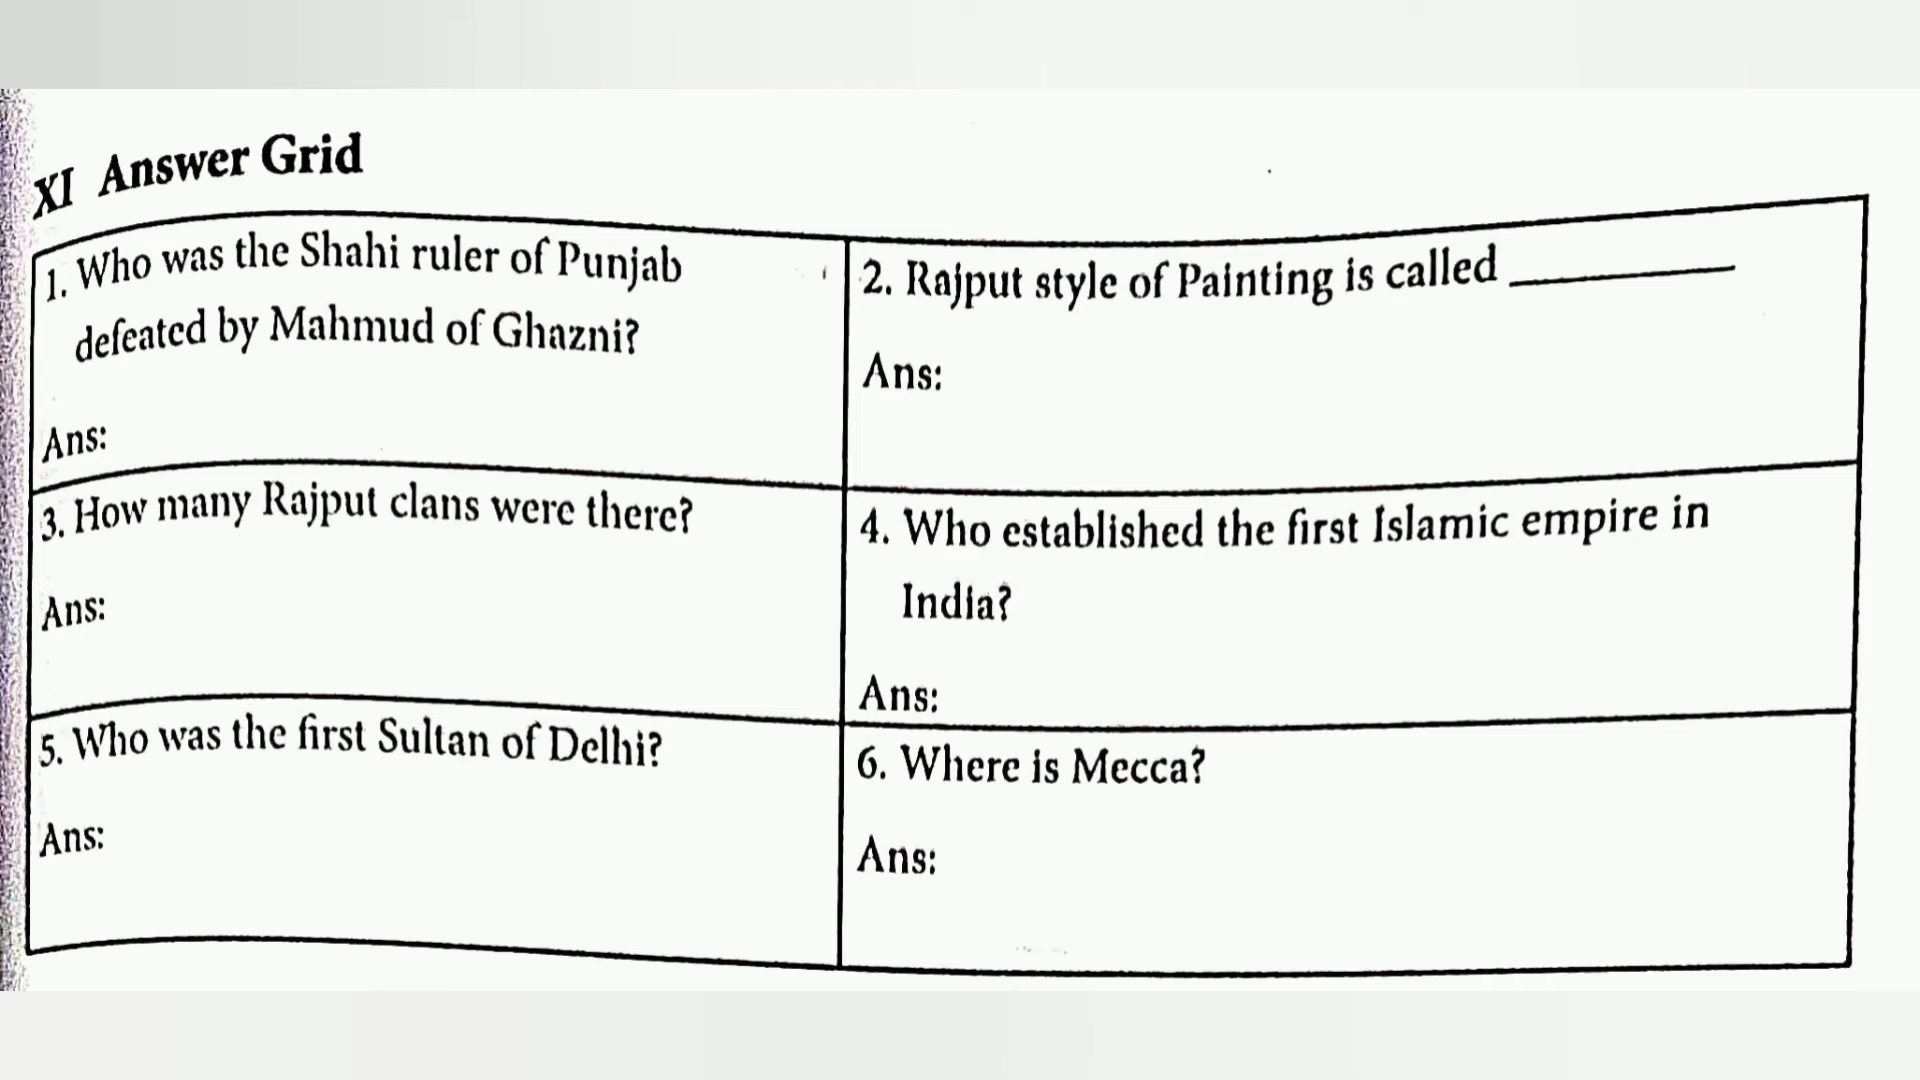 XI Answer Grid
1. Who was the Shahi ruler of Punjab
defeated by Mahmud of Ghazni?
Ans:
2. Rajput style of Painting is called __________
Ans:
3. How many Rajput clans were there?
Ans:
4. Who established the first Islamic empire in
India?
Ans:
5. Who was the first Sultan of Delhi?
Ans:
6. Where is Mecca?
Ans: